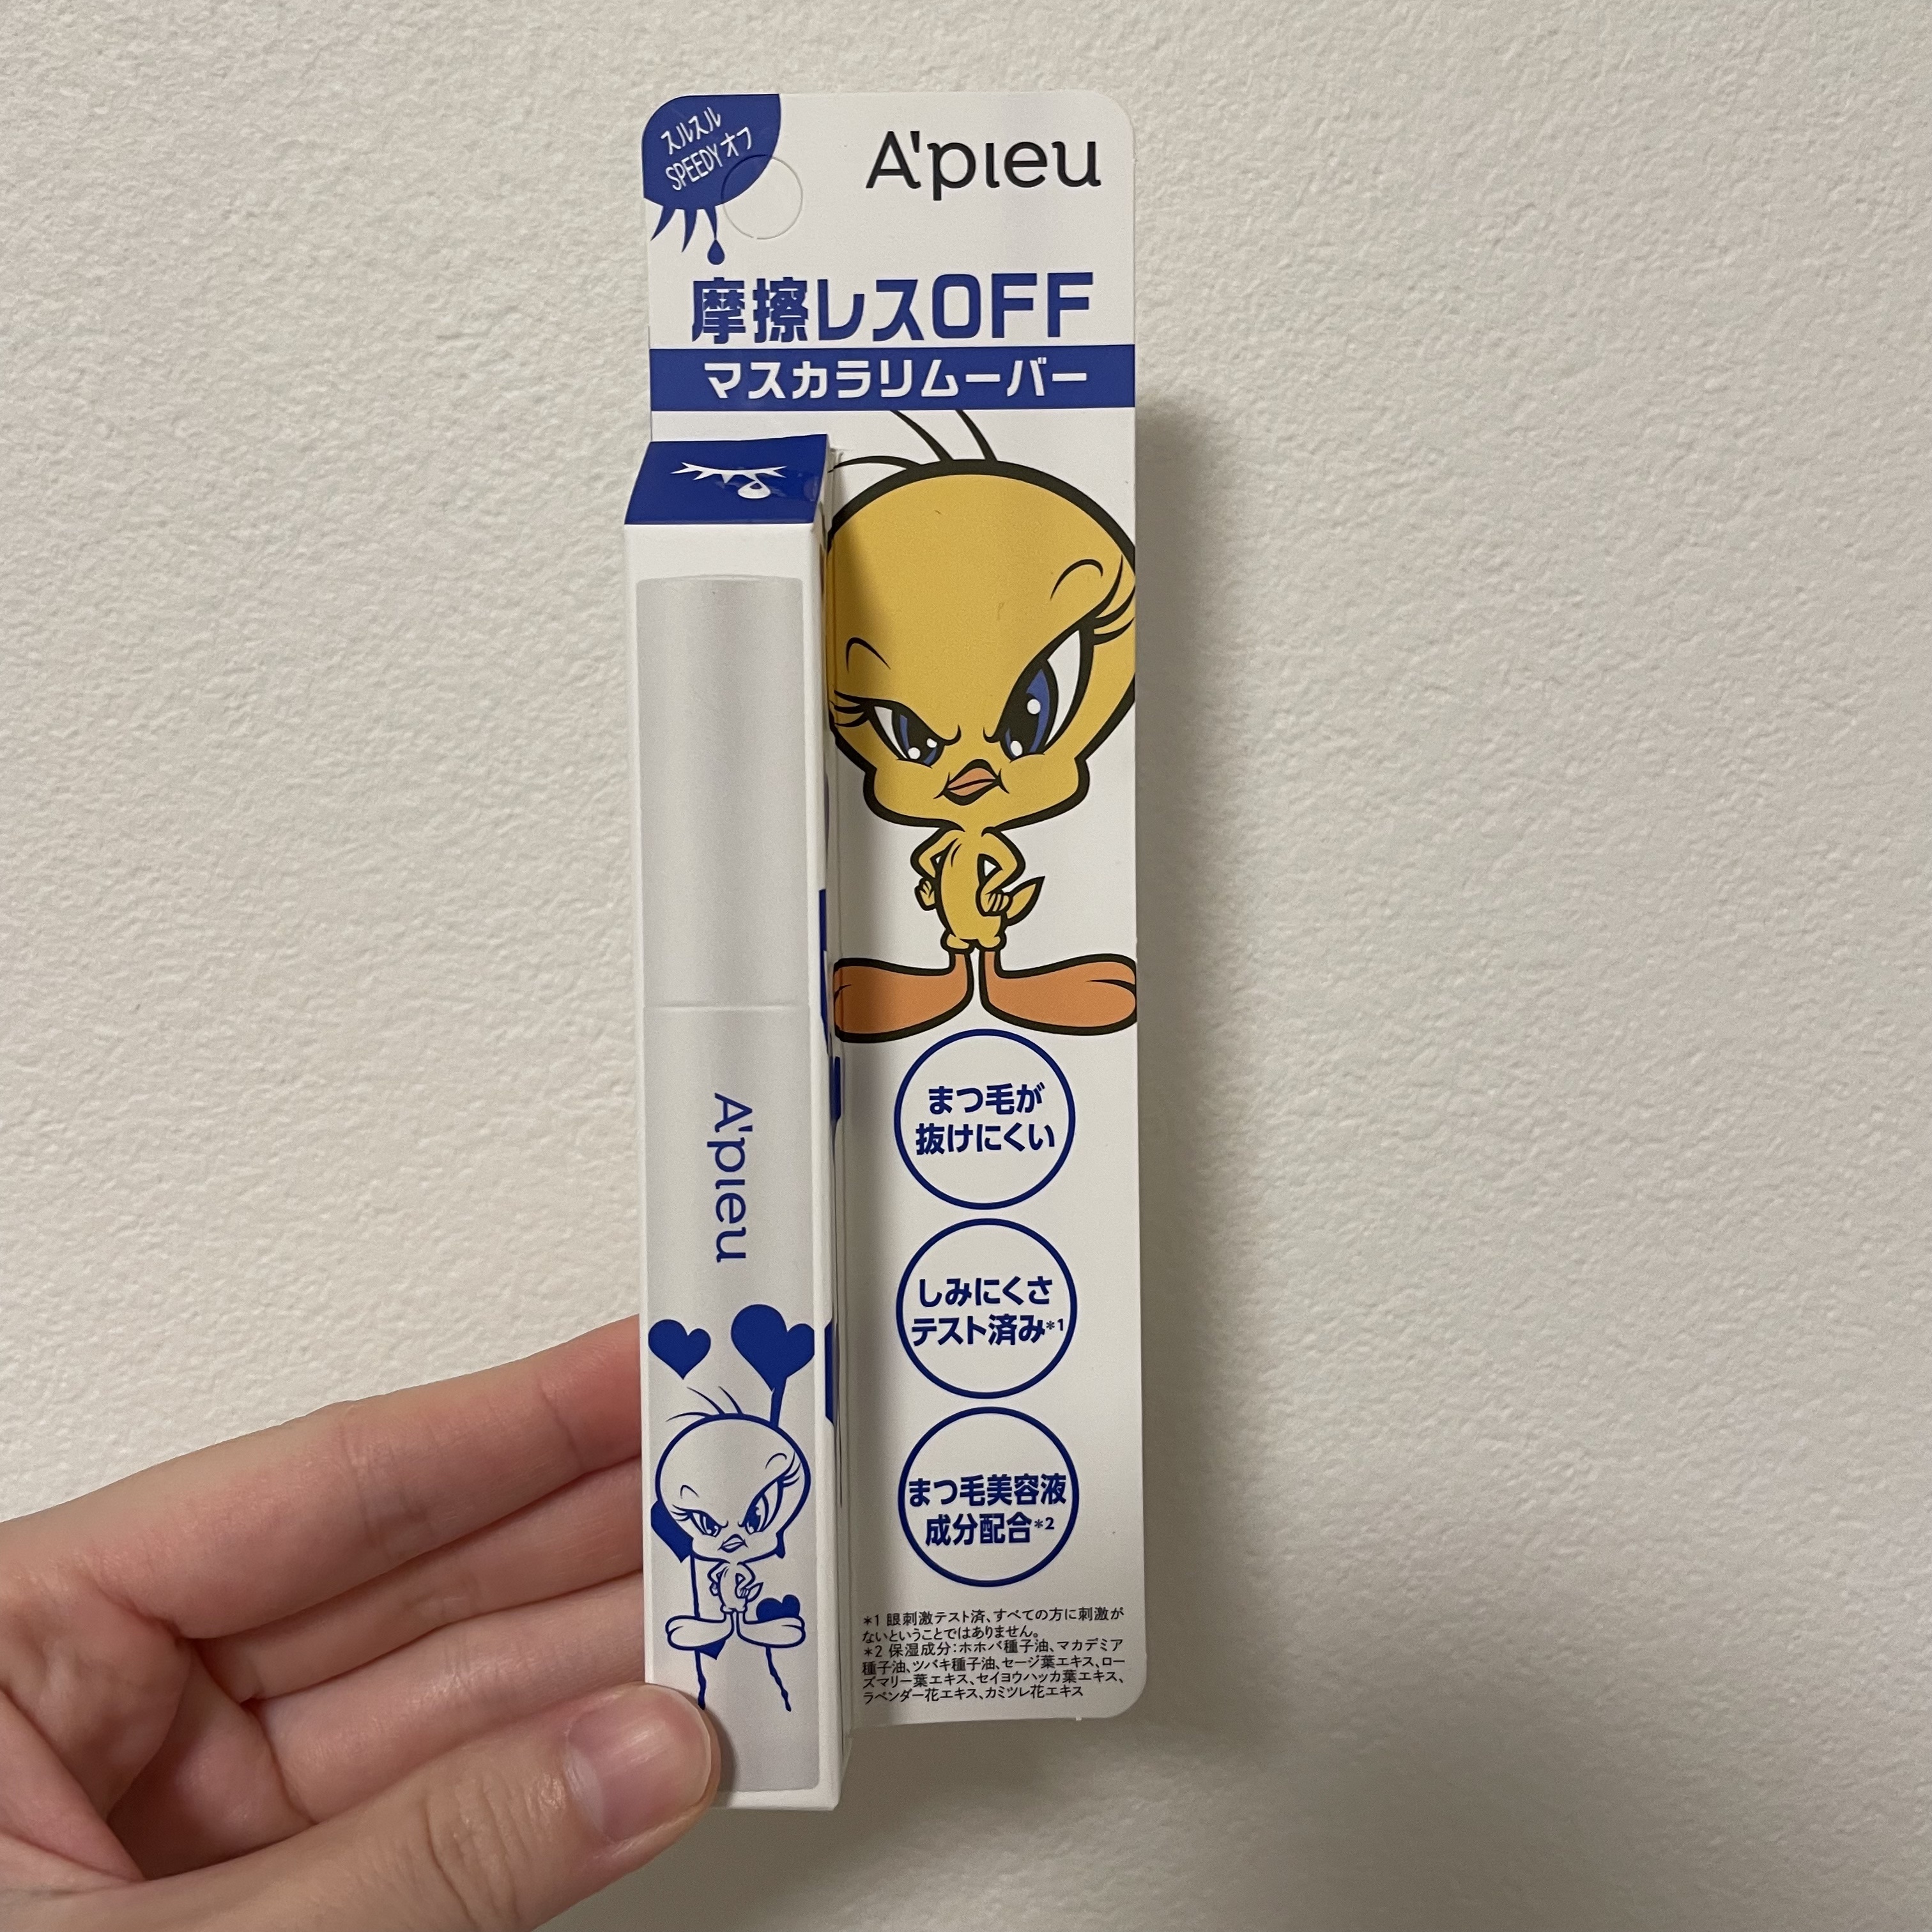 スルスル
SPEEDYオフ
A'pieu
摩擦レスOFF
マスカラリムーバー
A'pieu
まつ毛が
抜けにくい
しみにくさ
テスト済み*1
まつ毛美容液
成分配合*2
*1 眼刺激テスト済、すべての方に刺激が
ないということではありません。
*2 保湿成分:ホホバ種子油、マカデミア
種子油、ツバキ種子油、セージ葉エキス、ロー
ズマリー葉エキス、セイヨウハッカ葉エキス、
ラベンダー花エキス、カミツレ花エキス